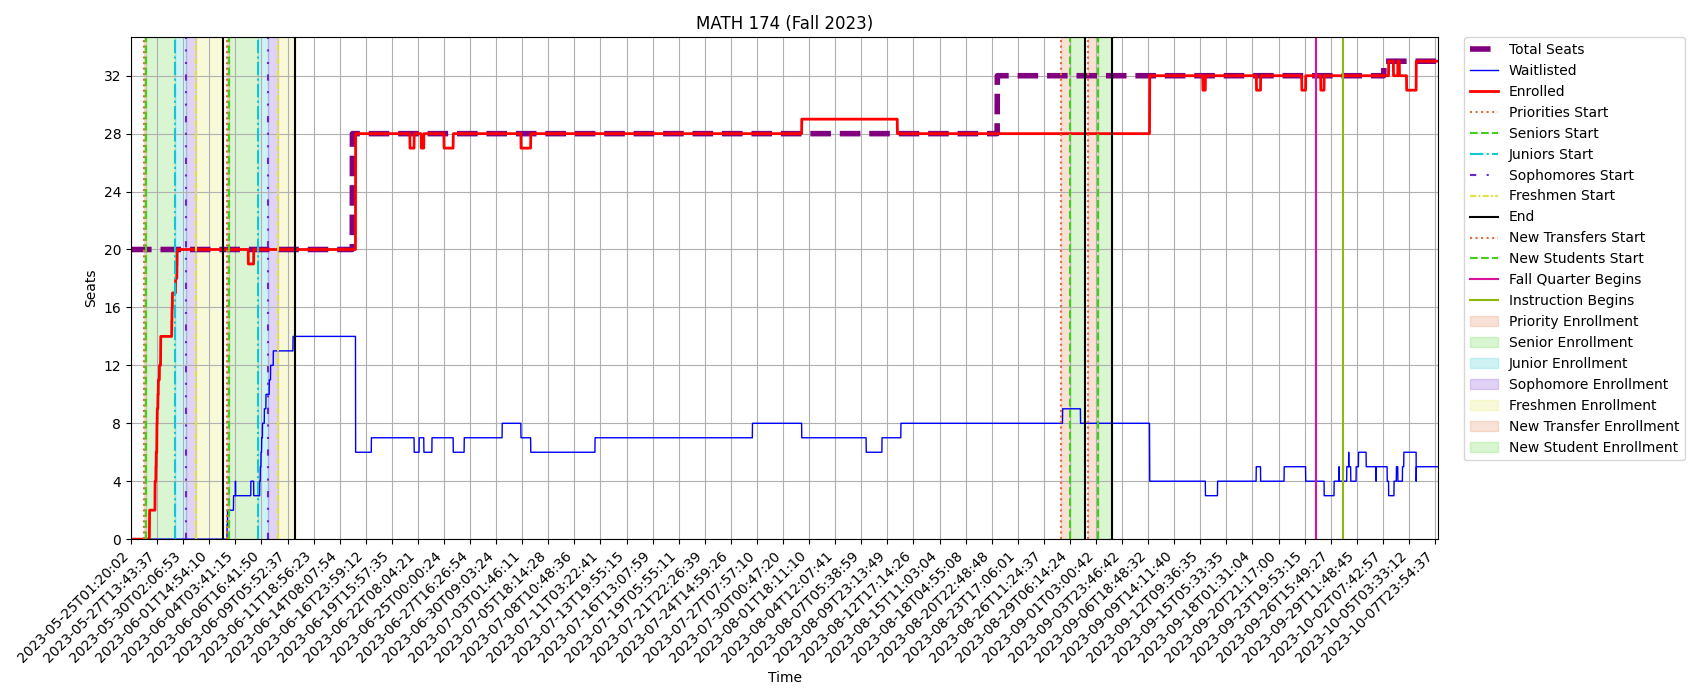 MATH 174 (Fall 2023)
Seats
32
28
24
20
16
12
8
4
0
2023-05-25T01:20:02
2023-05-27T13:43:37
2023-05-30T02:06:53
2023-06-01T14:54:10
2023-06-04T03:41:15
2023-06-06T16:41:50
2023-06-09T05:52:37
2023-06-11T18:56:23
2023-06-14T08:07:54
2023-06-16T23:59:12
2023-06-19T15:57:35
2023-06-22T08:04:21
2023-06-25T00:00:24
2023-06-27T16:26:54
2023-06-30T09:03:24
2023-07-03T01:46:11
2023-07-05T18:14:28
2023-07-08T10:48:36
2023-07-11T03:22:41
2023-07-13T19:55:15
2023-07-16T13:07:59
2023-07-19T05:55:11
2023-07-21T22:26:39
2023-07-24T14:59:26
2023-07-27T07:57:10
2023-07-30T00:47:20
2023-08-01T18:11:10
2023-08-04T12:07:41
2023-08-07T05:38:59
2023-08-09T23:13:49
2023-08-12T17:14:26
2023-08-15T11:03:04
2023-08-18T04:55:08
2023-08-20T22:48:48
2023-08-23T17:06:01
2023-08-26T11:24:37
2023-08-29T06:14:24
2023-09-01T03:00:42
2023-09-03T23:46:42
2023-09-06T18:48:32
2023-09-09T14:11:40
2023-09-12T09:36:35
2023-09-15T05:33:35
2023-09-18T01:31:04
2023-09-20T21:17:00
2023-09-23T19:53:15
2023-09-26T15:49:27
2023-09-29T11:48:45
2023-10-02T07:42:57
2023-10-05T03:33:12
2023-10-07T23:54:37
Time
Total Seats
Waitlisted
Enrolled
Priorities Start
Seniors Start
Juniors Start
Sophomores Start
Freshmen Start
End
New Transfers Start
New Students Start
Fall Quarter Begins
Instruction Begins
Priority Enrollment
Senior Enrollment
Junior Enrollment
Sophomore Enrollment
Freshmen Enrollment
New Transfer Enrollment
New Student Enrollment